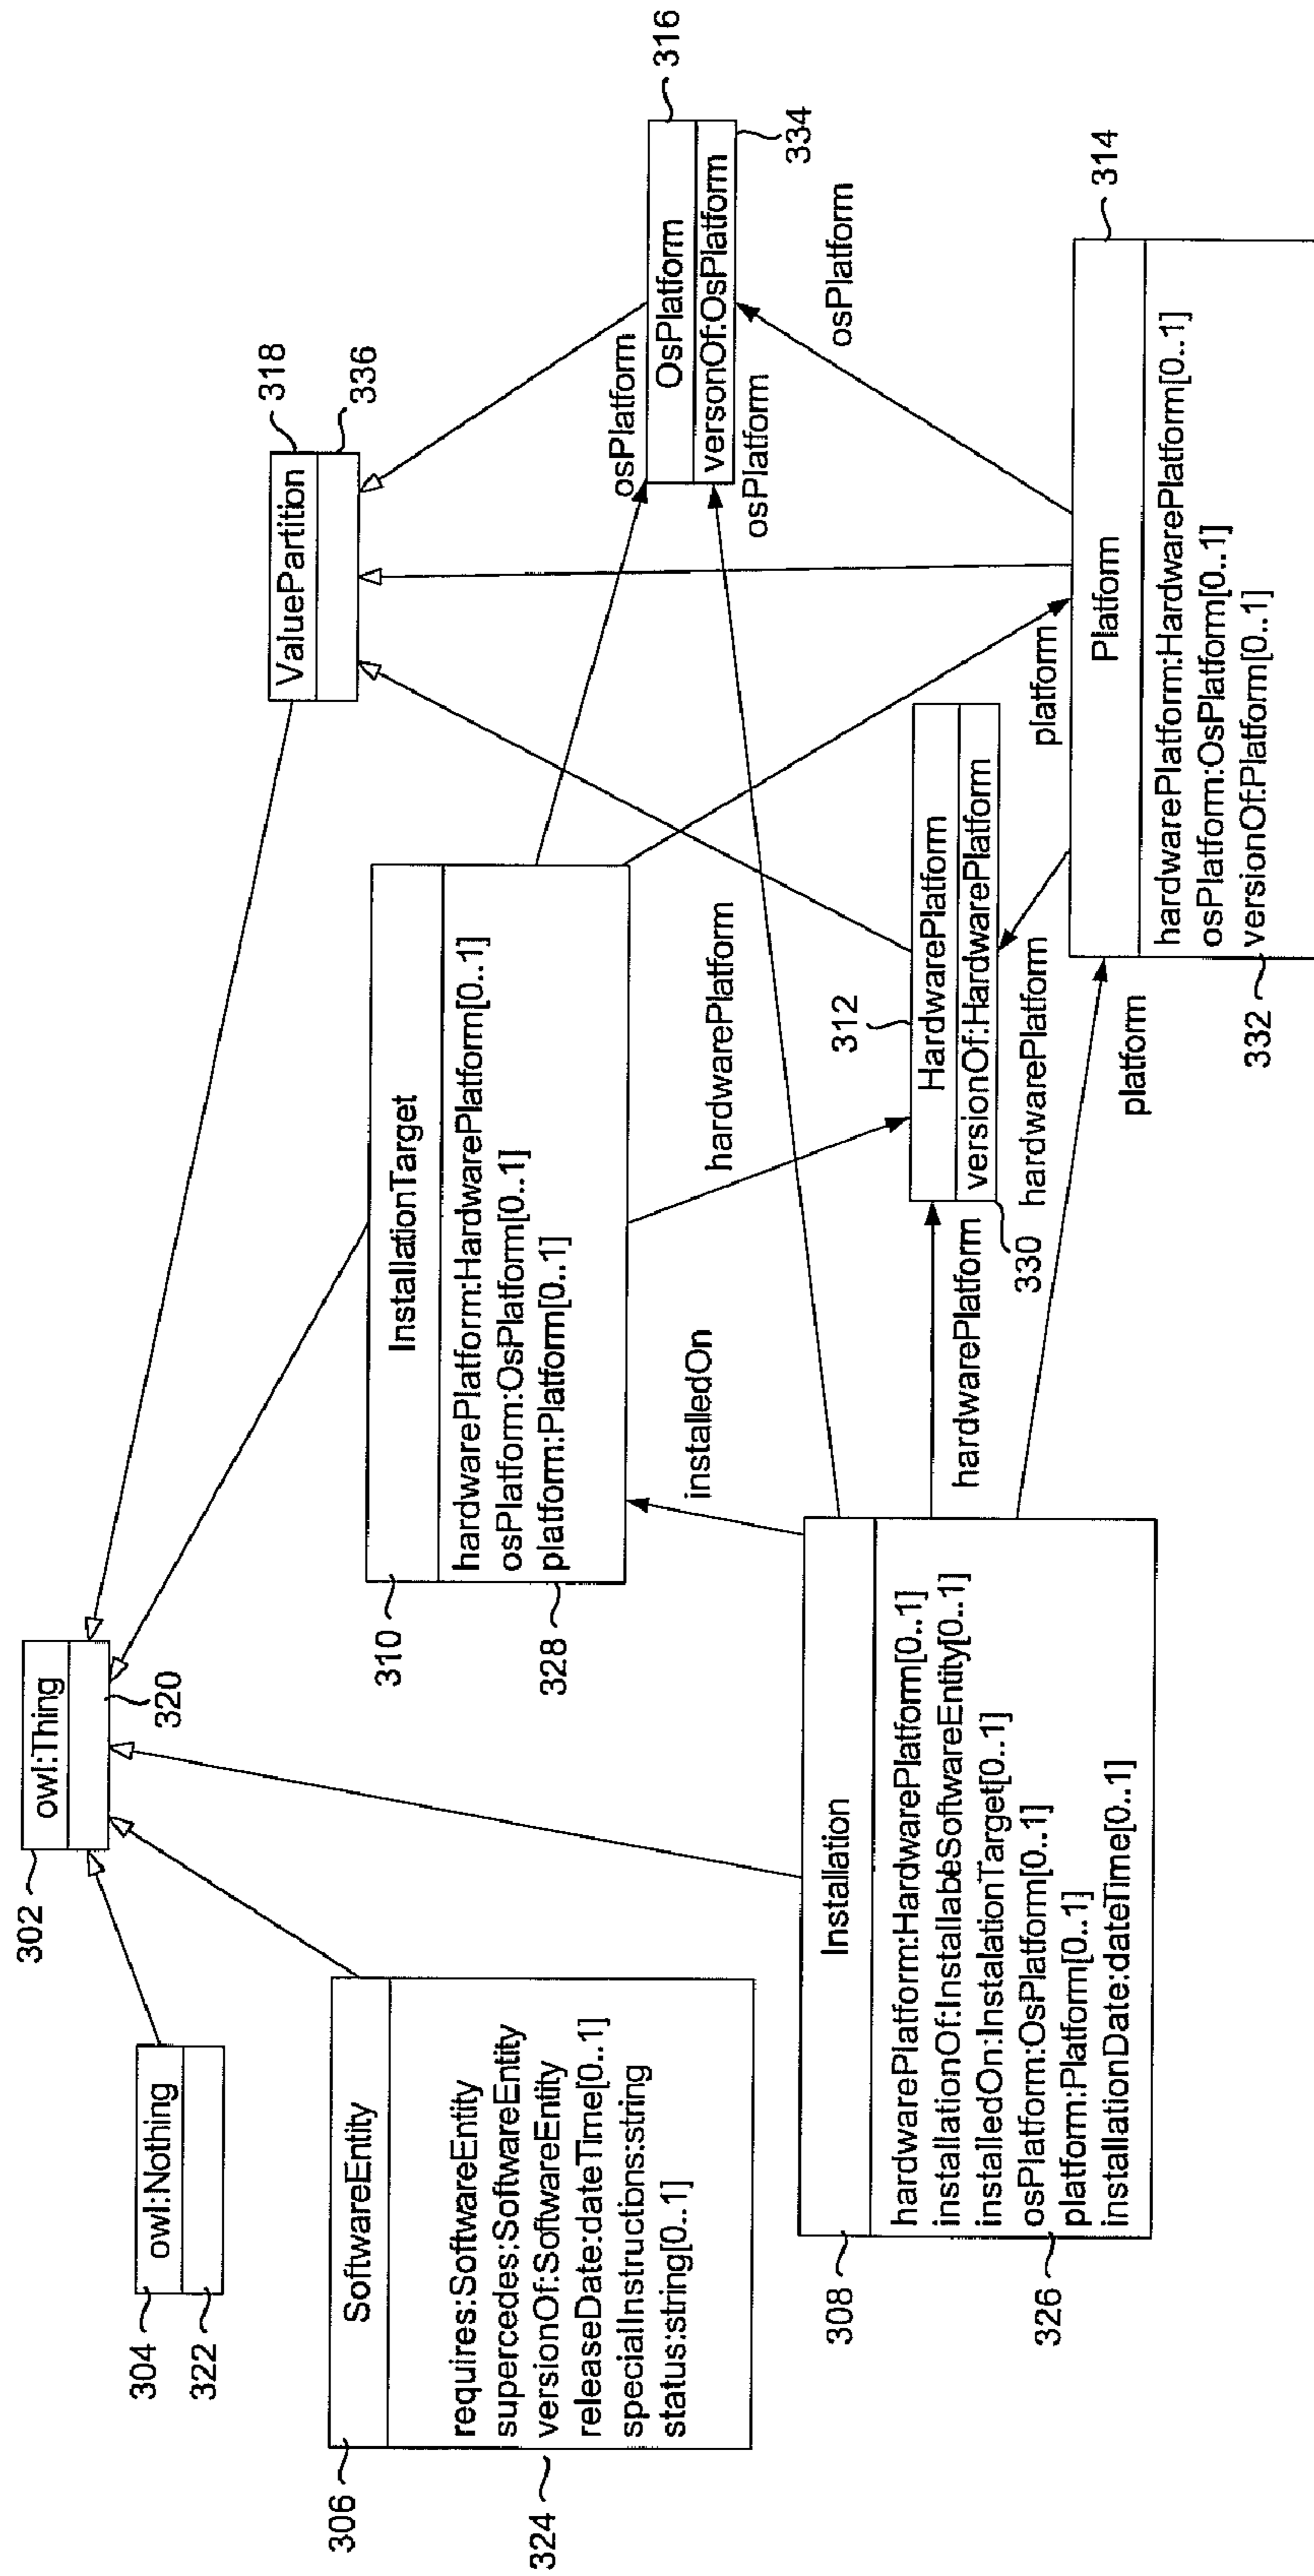 302
owl:Thing
320
304
owl:Nothing
322
318
ValuePartition
336
306
SoftwareEntity
324
requires:SoftwareEntity
supercedes:SoftwareEntity
versionOf:SoftwareEntity
releaseDate:dateTime[0..1]
specialInstructions:string
status:string[0..1]
310
InstallationTarget
328
hardwarePlatform:HardwarePlatform[0..1]
osPlatform:OsPlatform[0..1]
platform:Platform[0..1]
osPlatform
316
OsPlatform
versonOf:OsPlatform
334
osPlatform
osPlatform
installedOn
hardwarePlatform
308
Installation
326
hardwarePlatform:HardwarePlatform[0..1]
installationOf:InstallabeSoftwareEntity[0..1]
installedOn:InstalationTarget[0..1]
osPlatform:OsPlatform[0..1]
platform:Platform[0..1]
installationDate:dateTime[0..1]
312
HardwarePlatform
versionOf:HardwarePlatform
330
hardwarePlatform
hardwarePlatform
platform
platform
314
Platform
hardwarePlatform:HardwarePlatform[0..1]
osPlatform:OsPlatform[0..1]
versionOf:Platform[0..1]
332